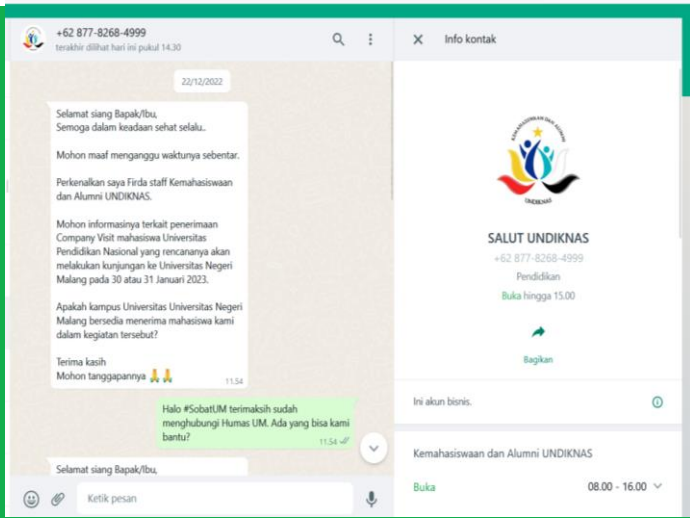 +62 877-8268-4999
terakhir dilihat hari ini pukul 14.30
22/12/2022
Selamat siang Bapak/Ibu,
Semoga dalam keadaan sehat selalu..
Mohon maaf menganggu waktunya sebentar.
Perkenalkan saya Firda staff Kemahasiswaan
dan Alumni UNDIKNAS.
Mohon informasinya terkait penerimaan
Company Visit mahasiswa Universitas
Pendidikan Nasional yang rencananya akan
melakukan kunjungan ke Universitas Negeri
Malang pada 30 atau 31 Januari 2023.
Apakah kampus Universitas Universitas Negeri
Malang bersedia menerima mahasiswa kami
dalam kegiatan tersebut?
Terima kasih
Mohon tanggapannya 🙏🙏
11.54
Halo #SobatUM terimaksih sudah
menghubungi Humas UM. Ada yang bisa kami
bantu?
11.54
Selamat siang Bapak/Ibu,
Ketik pesan
Info kontak
KEMAHASISWAAN DAN ALUMNI
UNDIKNAS
SALUT UNDIKNAS
+62 877-8268-4999
Pendidikan
Buka hingga 15.00
Bagikan
Ini akun bisnis.
Kemahasiswaan dan Alumni UNDIKNAS
Buka 08.00 - 16.00